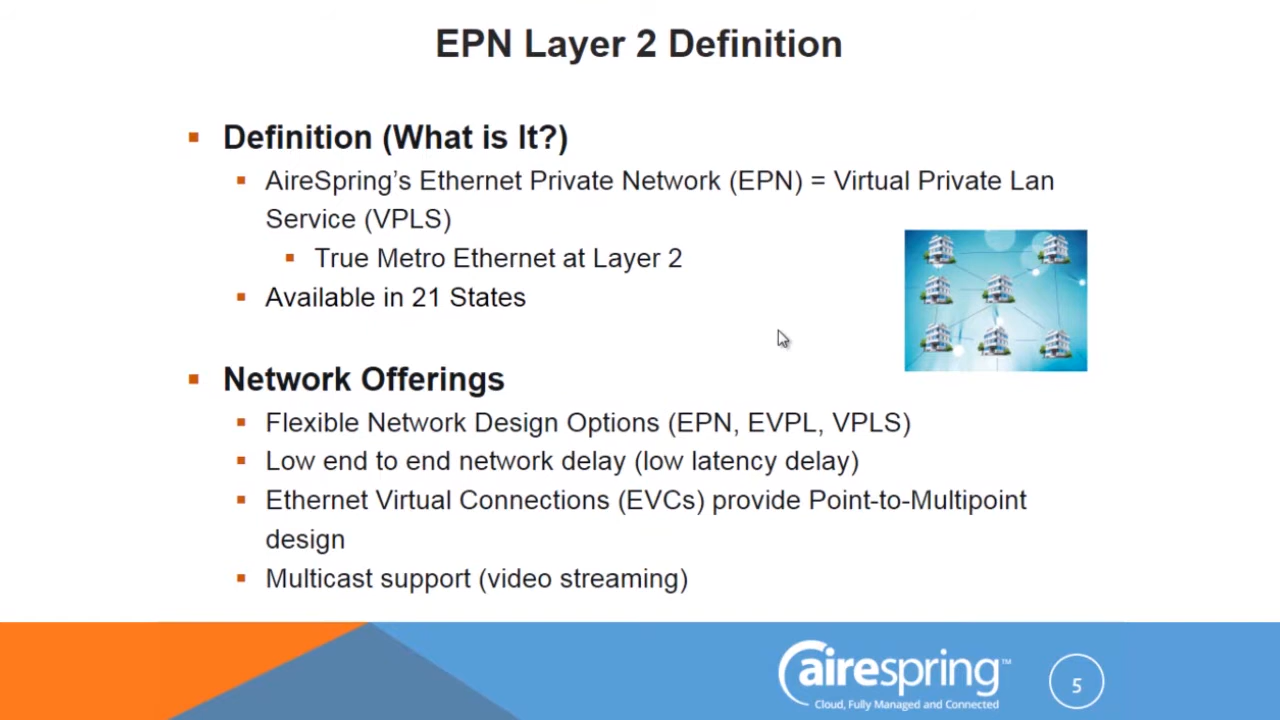 EPN Layer 2 Definition
Definition (What is It?)
AireSpring’s Ethernet Private Network (EPN) = Virtual Private Lan
Service (VPLS)
True Metro Ethernet at Layer 2
Available in 21 States
Network Offerings
Flexible Network Design Options (EPN, EVPL, VPLS)
Low end to end network delay (low latency delay)
Ethernet Virtual Connections (EVCs) provide Point-to-Multipoint
design
Multicast support (video streaming)
airespring™
Cloud, Fully Managed and Connected
5